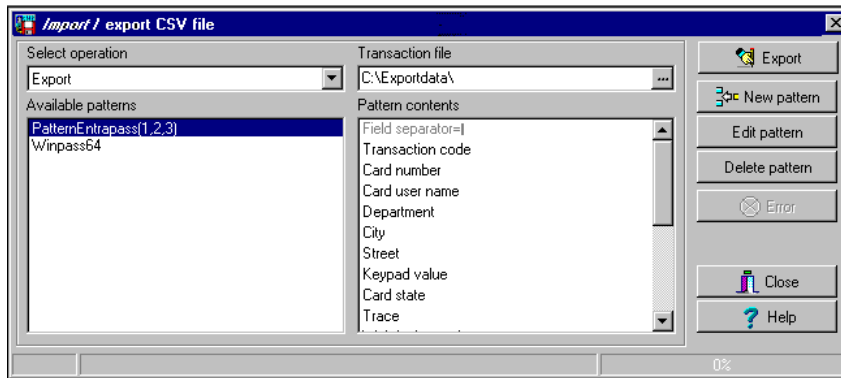 Import / export CSV file
Select operation
Export
Transaction file
C:\Exportdata\
...
Available patterns
PatternEntrapass(1,2,3)
Winpass64
Pattern contents
Field separator=|
Transaction code
Card number
Card user name
Department
City
Street
Keypad value
Card state
Trace
Export
New pattern
Edit pattern
Delete pattern
Error
Close
Help
0%